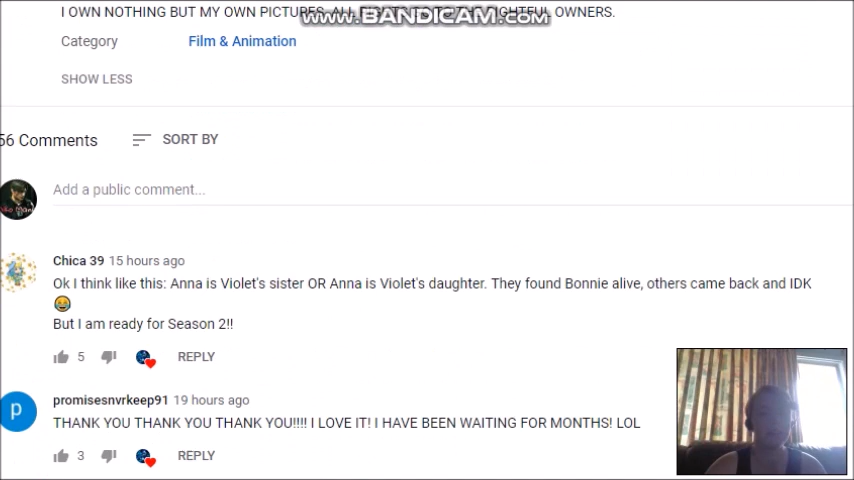 I OWN NOTHING BUT MY OWN PICTURES. ALL RIGHTS GO TO THE RIGHTFUL OWNERS.
www.BANDICAM.com
Category Film & Animation
SHOW LESS
56 Comments SORT BY
Add a public comment...
Chica 39 15 hours ago
Ok I think like this: Anna is Violet's sister OR Anna is Violet's daughter. They found Bonnie alive, others came back and IDK
😂
But I am ready for Season 2!!
5 REPLY
p
promisesnvrkeep91 19 hours ago
THANK YOU THANK YOU THANK YOU!!!! I LOVE IT! I HAVE BEEN WAITING FOR MONTHS! LOL
3 REPLY